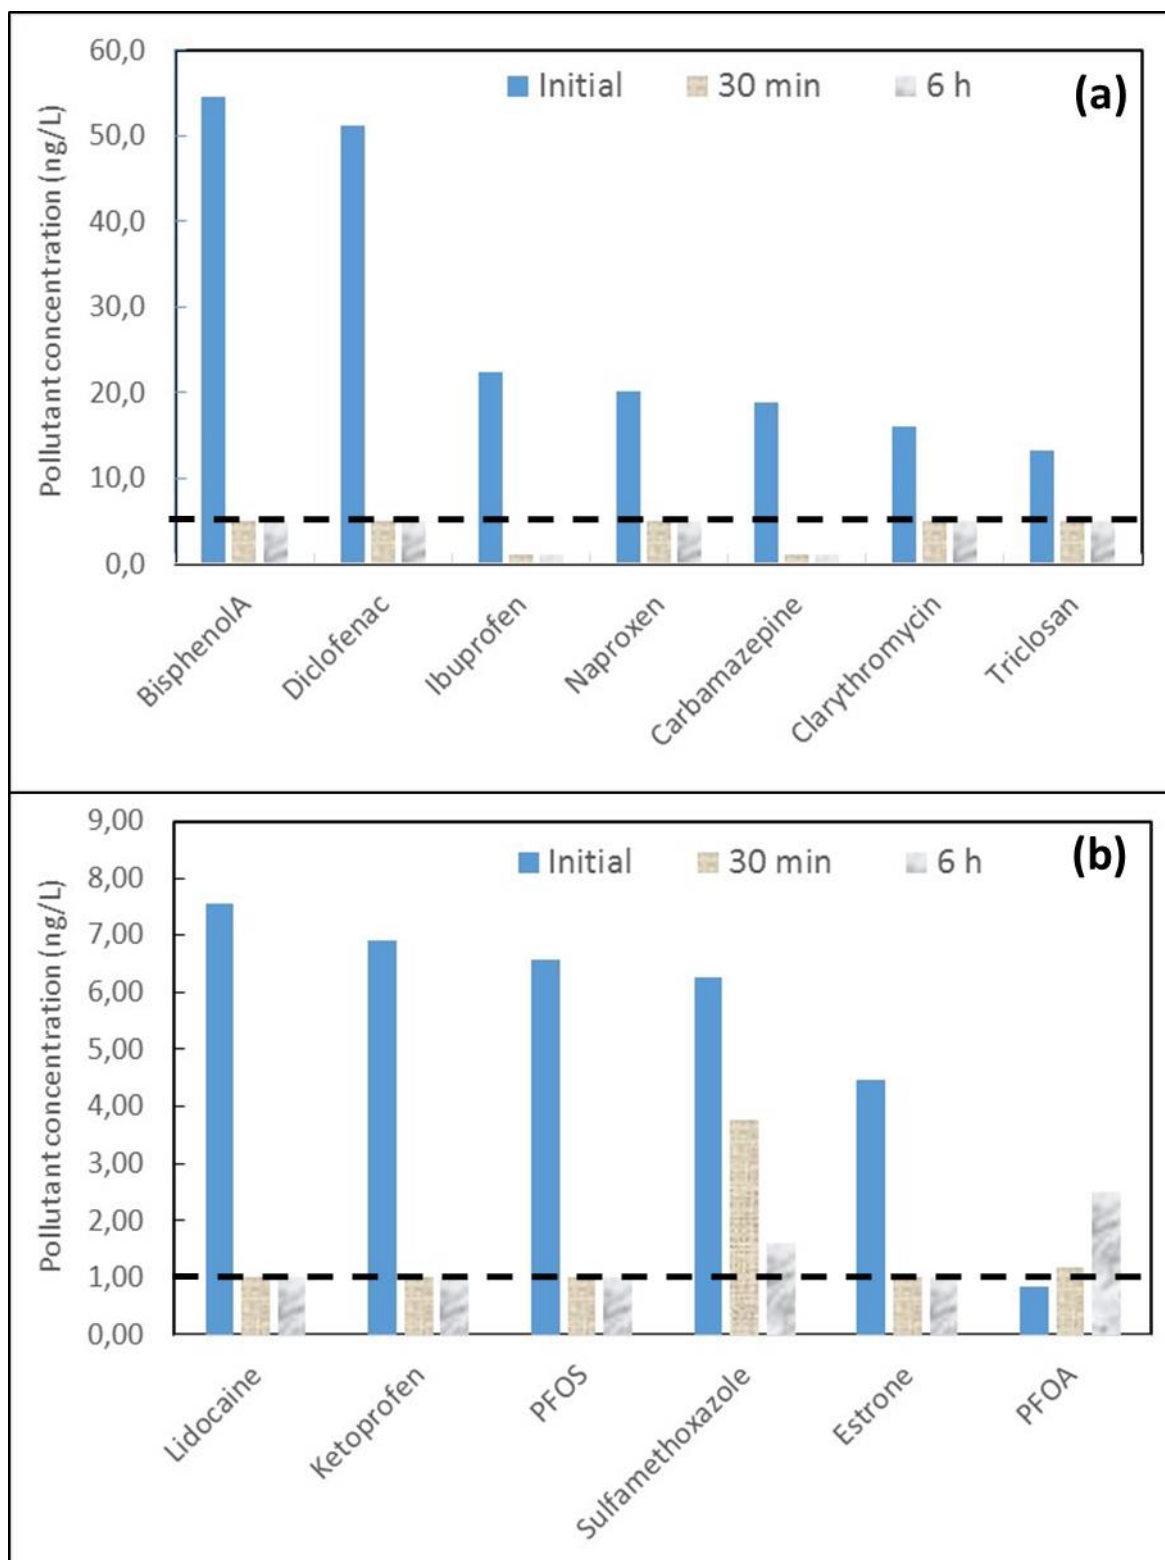 Pollutant concentration (ng/L)
60,0
50,0
40,0
30,0
20,0
10,0
0,0
Initial 30 min 6 h
(a)
BisphenolA
Diclofenac
Ibuprofen
Naproxen
Carbamazepine
Clarythromycin
Triclosan
Pollutant concentration (ng/L)
9,00
8,00
7,00
6,00
5,00
4,00
3,00
2,00
1,00
0,00
Initial 30 min 6 h
(b)
Lidocaine
Ketoprofen
PFOS
Sulfamethoxazole
Estrone
PFOA